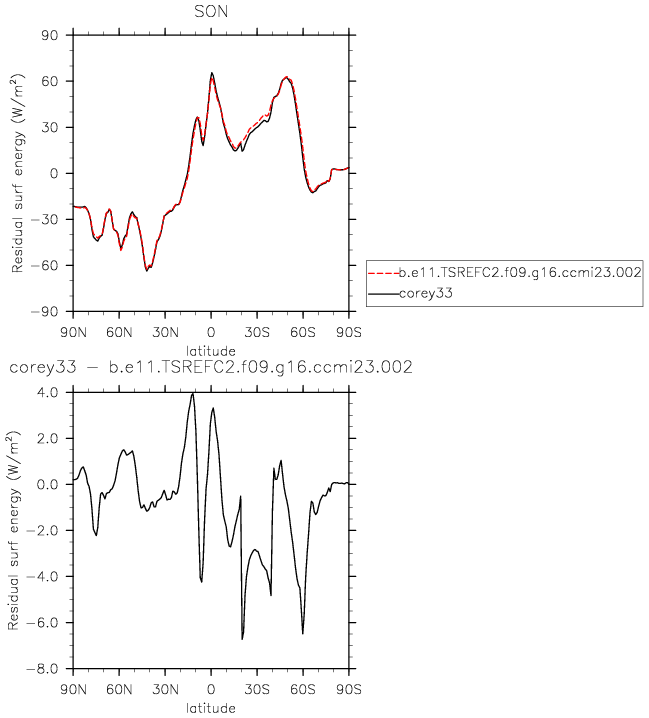 SON
Residual surf energy (W/m²)
90
60
30
0
−30
−60
−90
90N 60N 30N 0 30S 60S 90S
latitude
b.e11.TSREFC2.f09.g16.ccmi23.002
corey33
corey33 − b.e11.TSREFC2.f09.g16.ccmi23.002
Residual surf energy (W/m²)
4.0
2.0
0.0
−2.0
−4.0
−6.0
−8.0
90N 60N 30N 0 30S 60S 90S
latitude